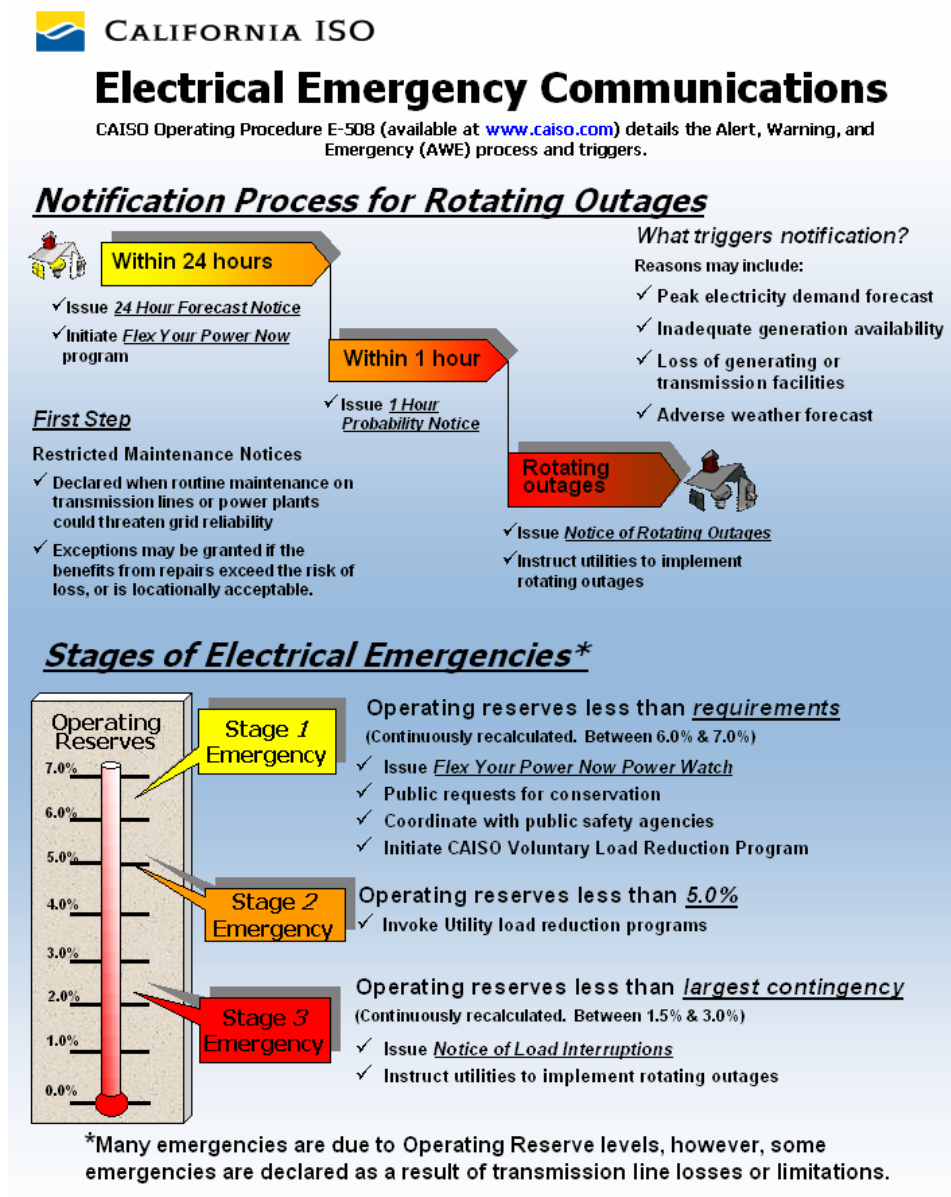 CALIFORNIA ISO
Electrical Emergency Communications
CAISO Operating Procedure E-508 (available at www.caiso.com) details the Alert, Warning, and
Emergency (AWE) process and triggers.
Notification Process for Rotating Outages
Within 24 hours
✓Issue 24 Hour Forecast Notice
✓Initiate Flex Your Power Now
program
Within 1 hour
✓Issue 1 Hour
Probability Notice
Rotating
outages
✓Issue Notice of Rotating Outages
✓Instruct utilities to implement
rotating outages
What triggers notification?
Reasons may include:
✓ Peak electricity demand forecast
✓ Inadequate generation availability
✓ Loss of generating or
transmission facilities
✓ Adverse weather forecast
First Step
Restricted Maintenance Notices
✓ Declared when routine maintenance on
transmission lines or power plants
could threaten grid reliability
✓ Exceptions may be granted if the
benefits from repairs exceed the risk of
loss, or is locationally acceptable.
Stages of Electrical Emergencies*
Operating
Reserves
7.0%
6.0%
5.0%
4.0%
3.0%
2.0%
1.0%
0.0%
Stage 1
Emergency
Operating reserves less than requirements
(Continuously recalculated. Between 6.0% & 7.0%)
✓ Issue Flex Your Power Now Power Watch
✓ Public requests for conservation
✓ Coordinate with public safety agencies
✓ Initiate CAISO Voluntary Load Reduction Program
Stage 2
Emergency
Operating reserves less than 5.0%
✓ Invoke Utility load reduction programs
Stage 3
Emergency
Operating reserves less than largest contingency
(Continuously recalculated. Between 1.5% & 3.0%)
✓ Issue Notice of Load Interruptions
✓ Instruct utilities to implement rotating outages
*Many emergencies are due to Operating Reserve levels, however, some
emergencies are declared as a result of transmission line losses or limitations.